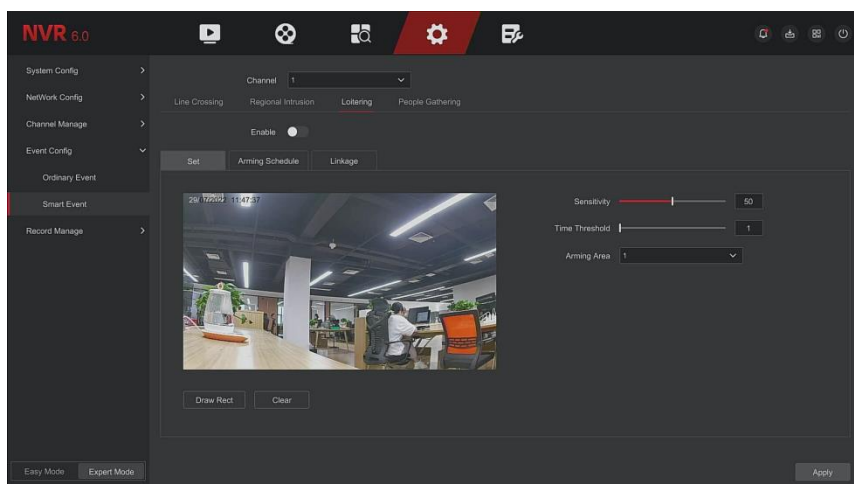 NVR 6.0
System Config
NetWork Config
Channel Manage
Event Config
Ordinary Event
Smart Event
Record Manage
Easy Mode Expert Mode
Channel 1
Line Crossing Regional Intrusion Loitering People Gathering
Enable
Set Arming Schedule Linkage
11:47:37
Sensitivity 50
Time Threshold 1
Arming Area 1
Draw Rect Clear
Apply